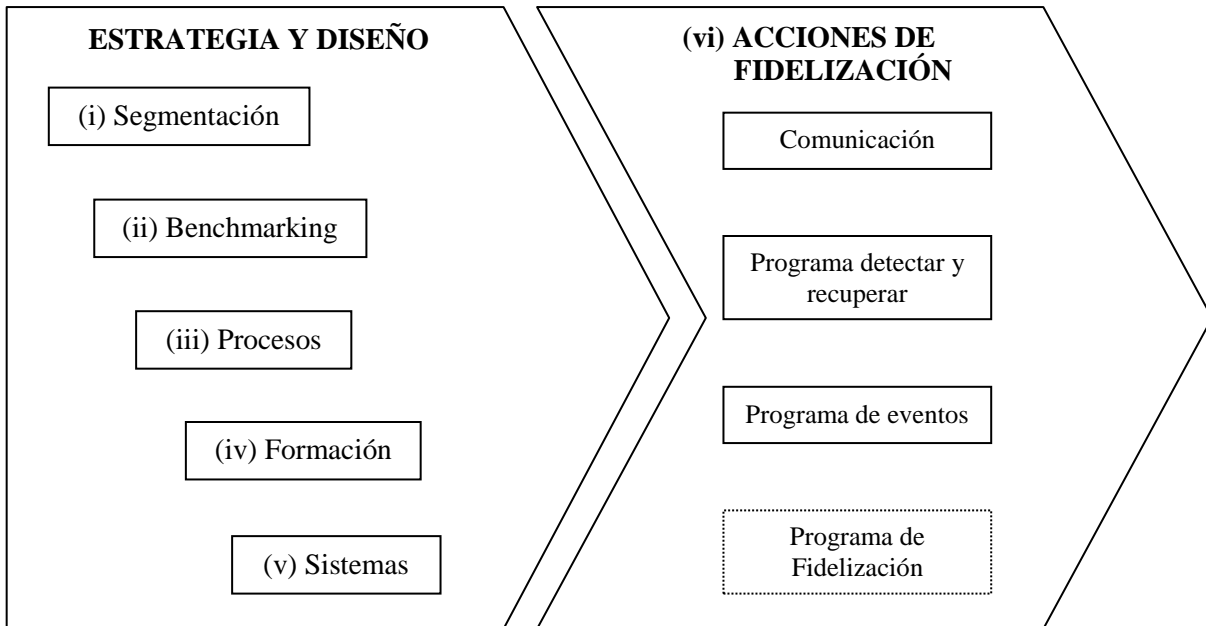 ESTRATEGIA Y DISEÑO
(i) Segmentación
(ii) Benchmarking
(iii) Procesos
(iv) Formación
(v) Sistemas
(vi) ACCIONES DE
FIDELIZACIÓN
Comunicación
Programa detectar y
recuperar
Programa de eventos
Programa de
Fidelización